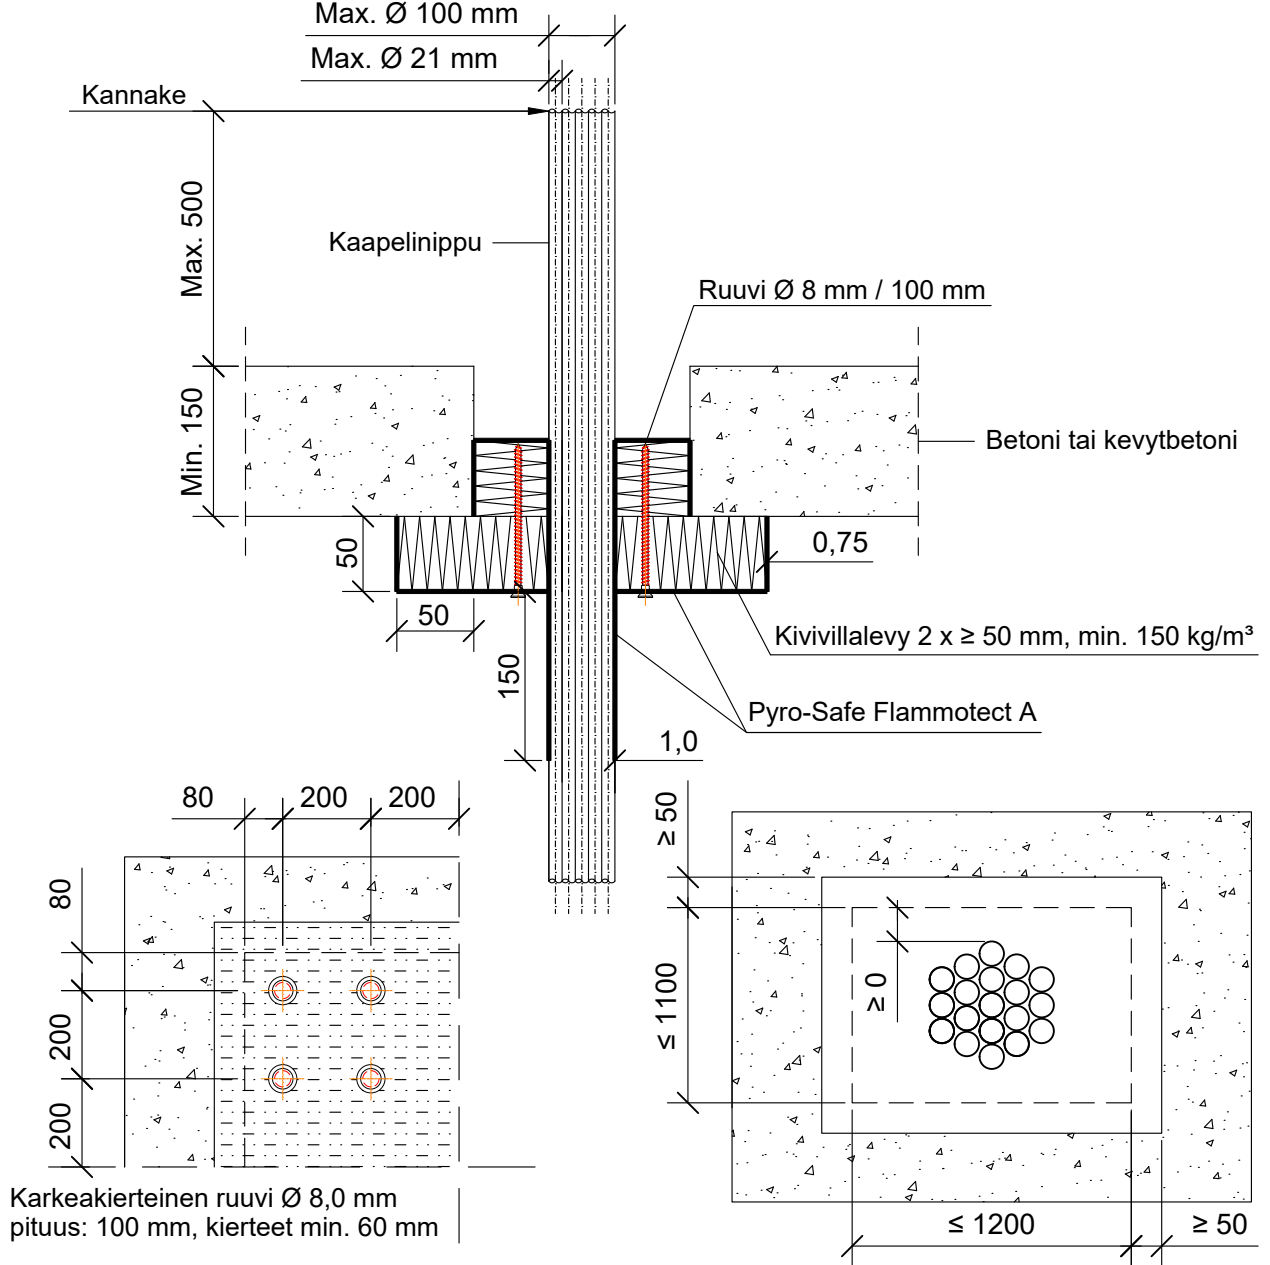 Max. Ø 100 mm
Max. Ø 21 mm
Kannake
Max. 500
Kaapelinippu
Ruuvi Ø 8 mm / 100 mm
Min. 150
Betoni tai kevytbetoni
50
0,75
50
Kivivillalevy 2 x ≥ 50 mm, min. 150 kg/m³
150
Pyro-Safe Flammotect A
1,0
80
200
200
80
200
200
Karkeakierteinen ruuvi Ø 8,0 mm
pituus: 100 mm, kierteet min. 60 mm
≥ 50
≤ 1100
≥ 0
≤ 1200
≥ 50